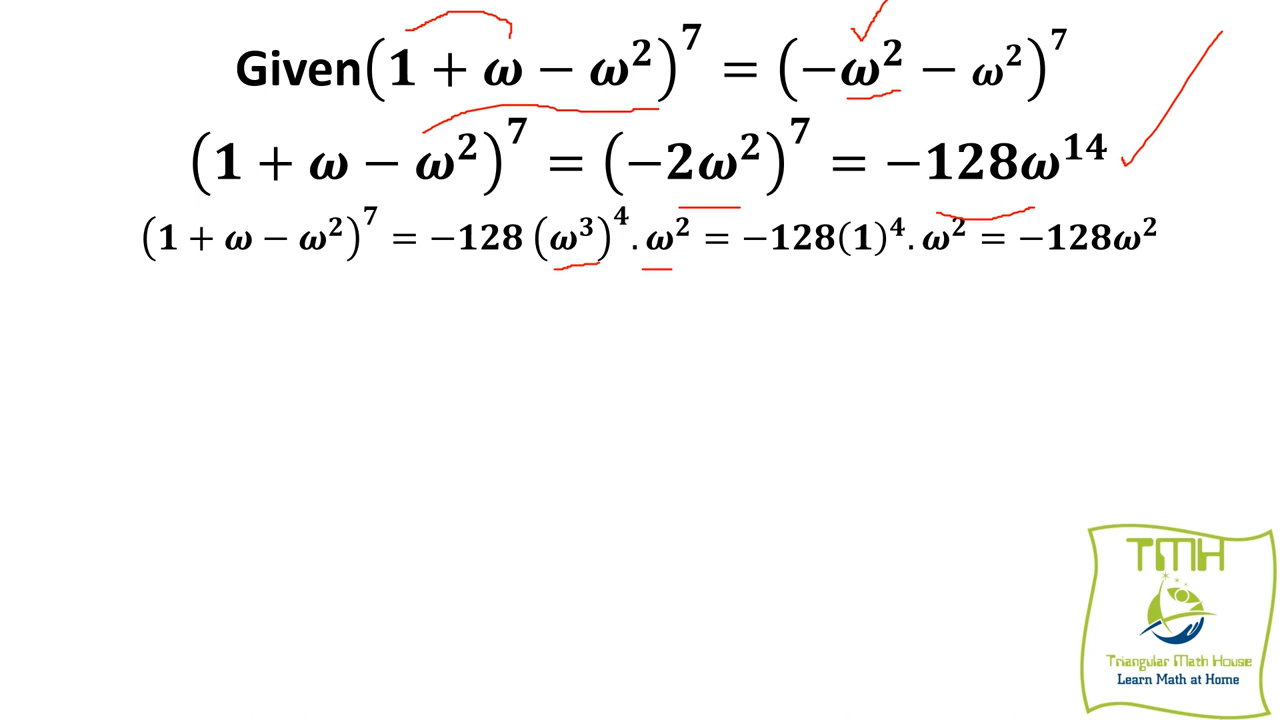 Given(1 + ω − ω²)⁷ = (−ω² − ω²)⁷
(1 + ω − ω²)⁷ = (−2ω²)⁷ = −128ω¹⁴
(1 + ω − ω²)⁷ = −128 (ω³)⁴. ω² = −128(1)⁴. ω² = −128ω²
TMH
Triangular Math House
Learn Math at Home